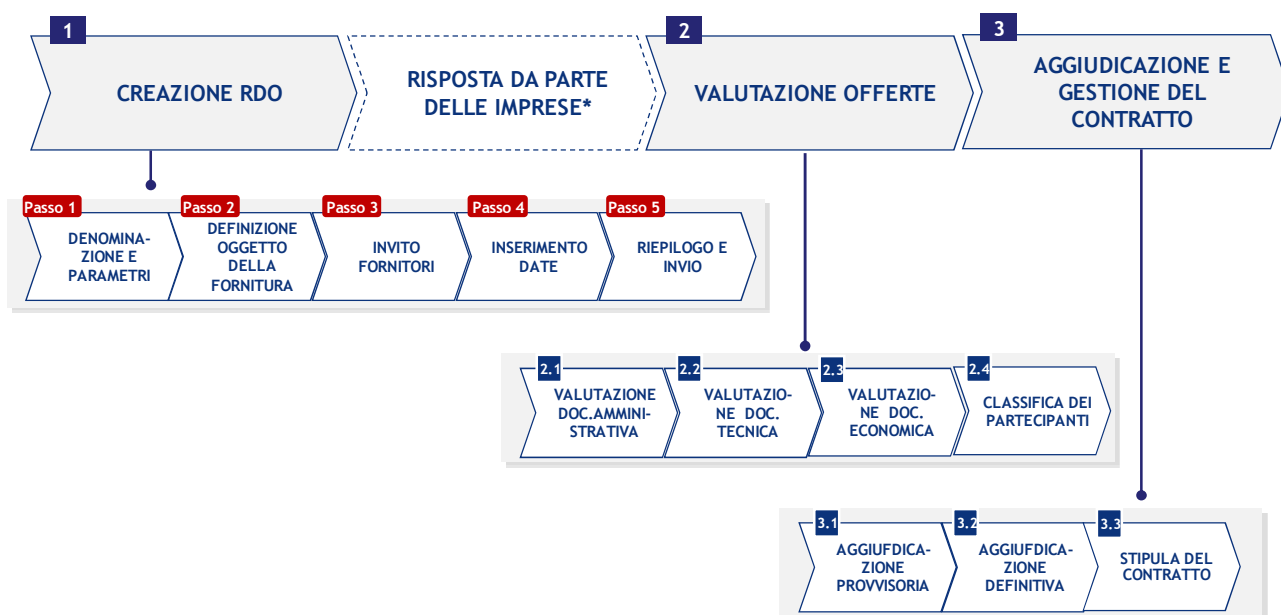 1
CREAZIONE RDO
RISPOSTA DA PARTE
DELLE IMPRESE*
2
VALUTAZIONE OFFERTE
3
AGGIUDICAZIONE E
GESTIONE DEL
CONTRATTO
Passo 1
DENOMINA-
ZIONE E
PARAMETRI
Passo 2
DEFINIZIONE
OGGETTO
DELLA
FORNITURA
Passo 3
INVITO
FORNITORI
Passo 4
INSERIMENTO
DATE
Passo 5
RIEPILOGO E
INVIO
2.1
VALUTAZIONE
DOC.AMMINI-
STRATIVA
2.2
VALUTAZIO-
NE DOC.
TECNICA
2.3
VALUTAZIO-
NE DOC.
ECONOMICA
2.4
CLASSIFICA DEI
PARTECIPANTI
3.1
AGGIUFDICA-
ZIONE
PROVVISORIA
3.2
AGGIUFDICA-
ZIONE
DEFINITIVA
3.3
STIPULA DEL
CONTRATTO